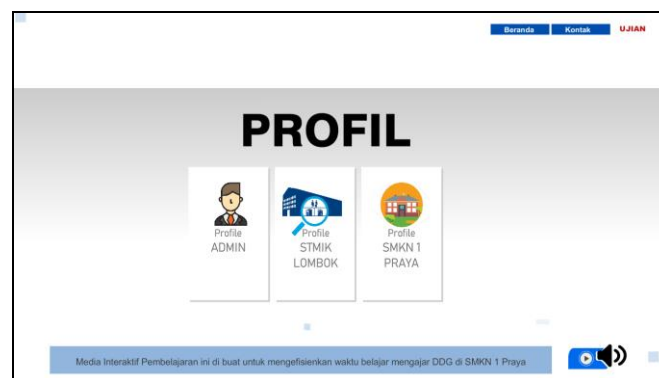 Beranda Kontak UJIAN
PROFIL
Profile
ADMIN
Profile
STMIK
LOMBOK
Profile
SMKN 1
PRAYA
Media Interaktif Pembelajaran ini di buat untuk mengefisienkan waktu belajar mengajar DDG di SMKN 1 Praya